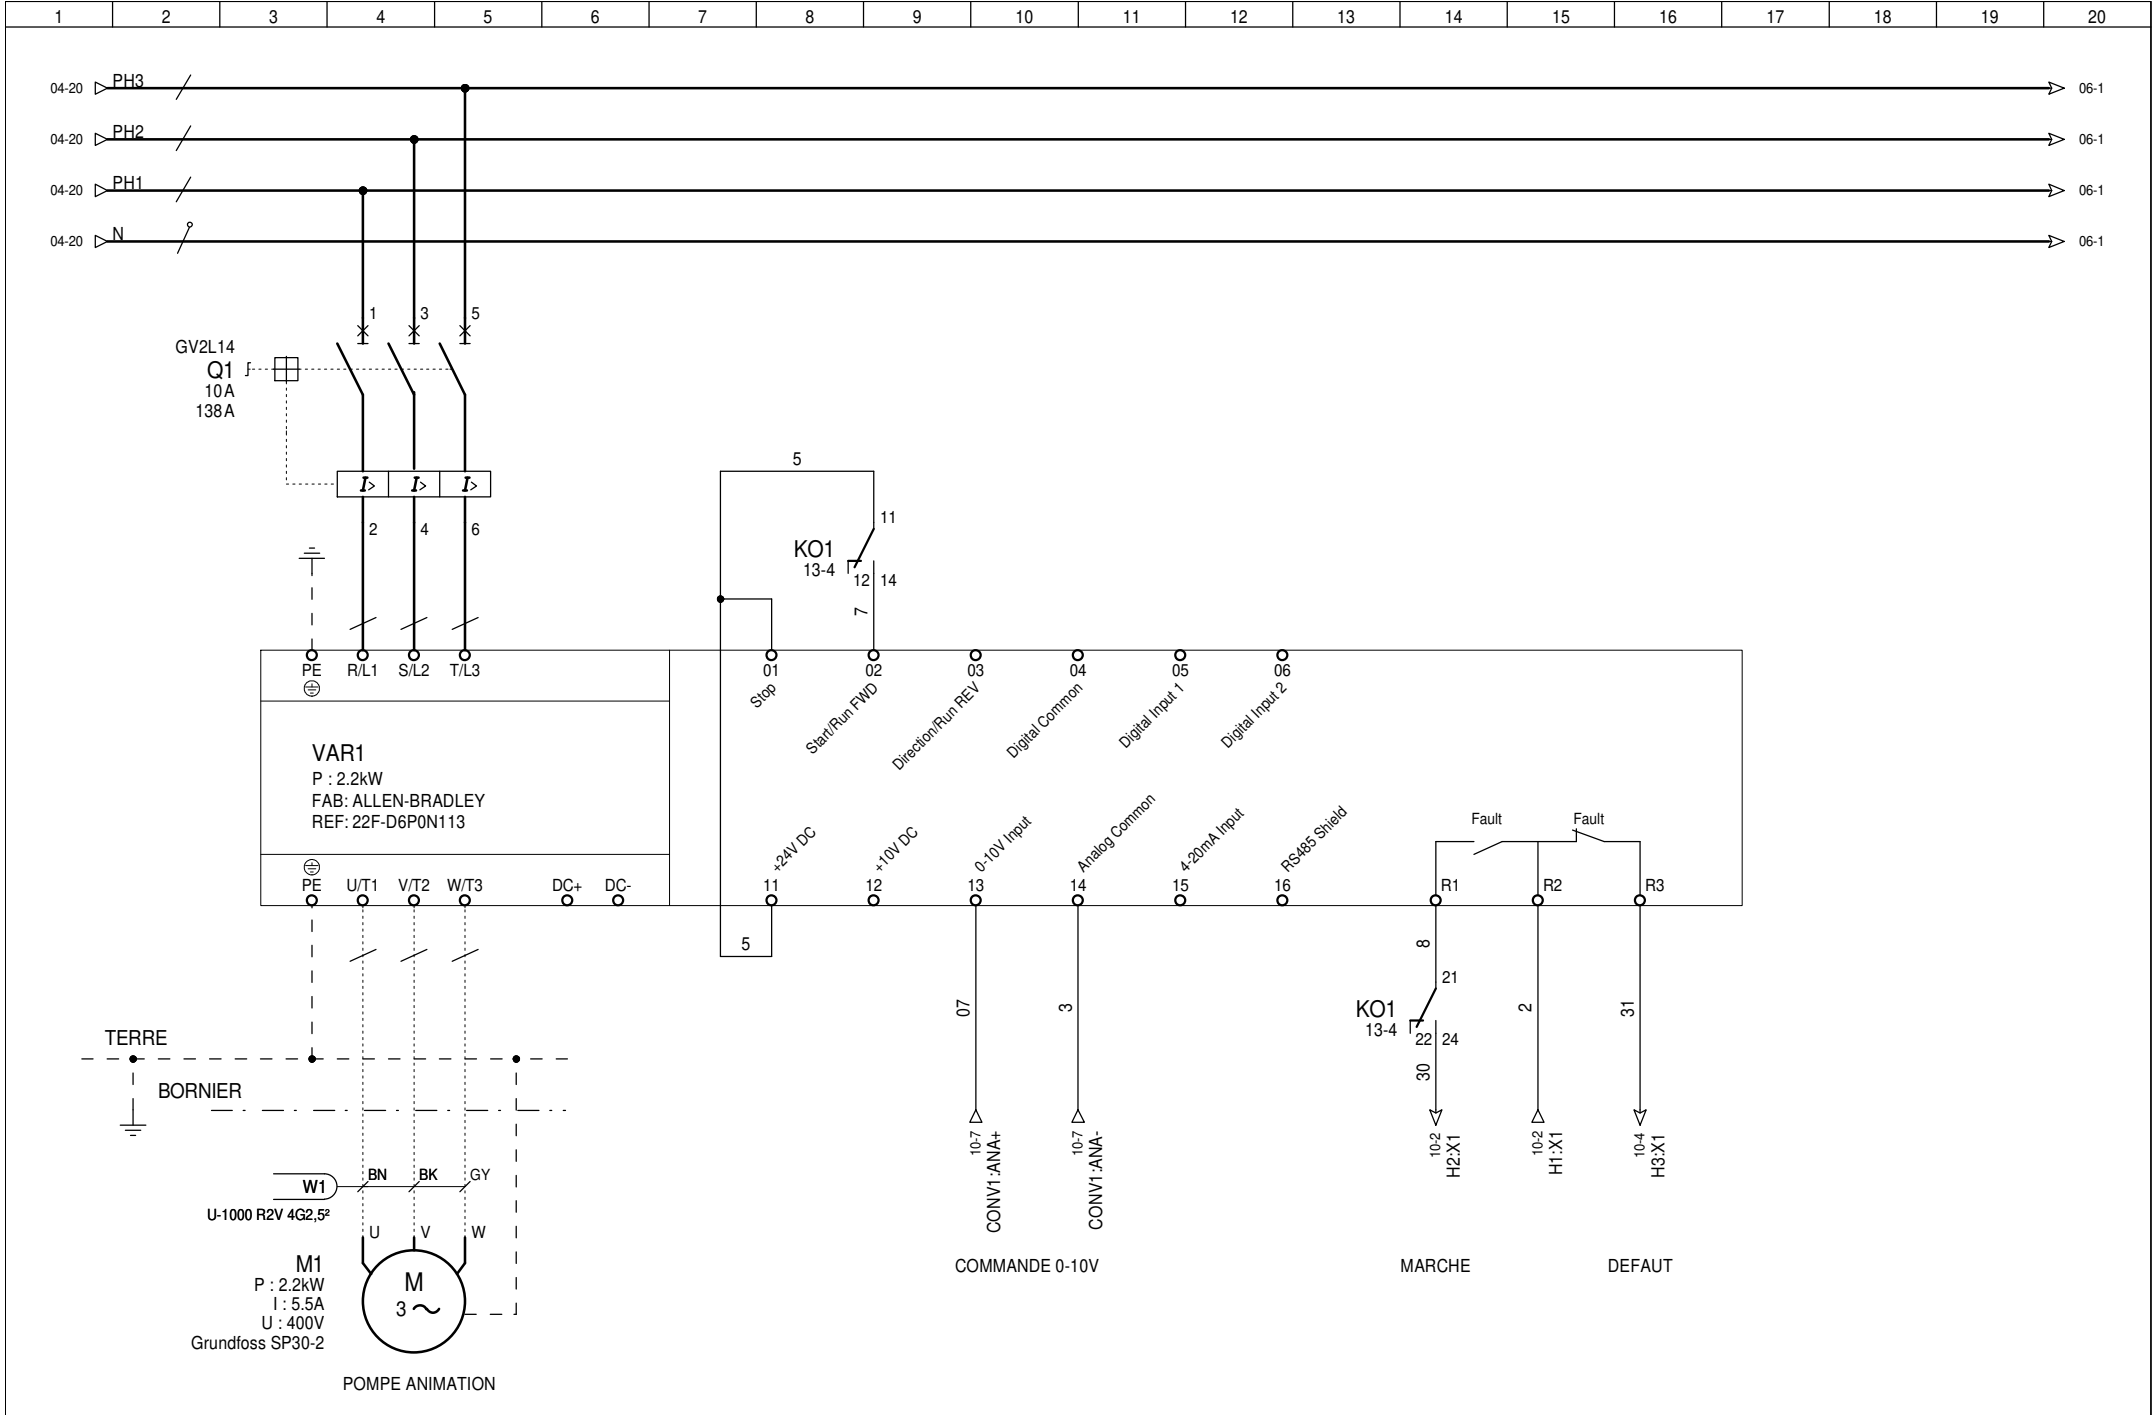 1 2 3 4 5 6 7 8 9 10 11 12 13 14 15 16 17 18 19 20
04-20 PH3 06-1
04-20 PH2 06-1
04-20 PH1 06-1
04-20 N 06-1
1 3 5
GV2L14
Q1
10A
138A
I> I> I>
2 4 6
5
11
KO1
13-4
12 14
7
PE R/L1 S/L2 T/L3
01 02 03 04 05 06
Stop
Start/Run FWD
Direction/Run REV
Digital Common
Digital Input 1
Digital Input 2
VAR1
P : 2.2kW
FAB: ALLEN-BRADLEY
REF: 22F-D6P0N113
+24V DC
+10V DC
0-10V Input
Analog Common
4-20mA Input
RS485 Shield
Fault Fault
PE U/T1 V/T2 W/T3 DC+ DC-
11 12 13 14 15 16 R1 R2 R3
5
8
21
07
3
KO1
13-4
22 24
30
2
31
TERRE
BORNIER
10-7
CONV1:ANA+
10-7
CONV1:ANA-
10-2
H2:X1
10-2
H1:X1
10-4
H3:X1
W1
BN BK GY
U-1000 R2V 4G2,5²
U V W
M1
P : 2.2kW
I : 5.5A
U : 400V
Grundfoss SP30-2
M
3
COMMANDE 0-10V
MARCHE
DEFAUT
POMPE ANIMATION